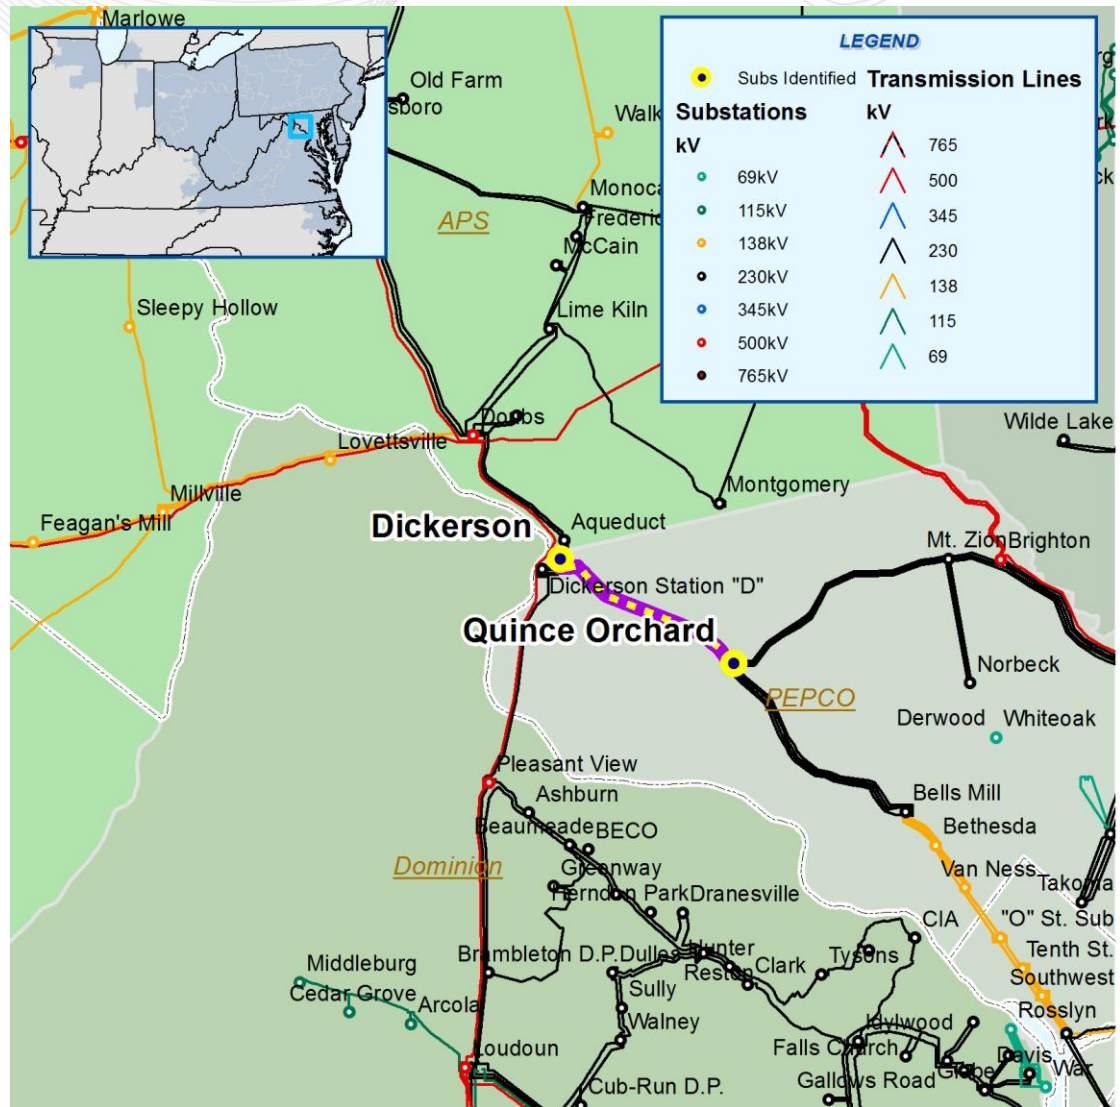 Marlowe
Old Farm
sboro
Walk
Monoca
Frederic
McCain
APS
Lime Kiln
Sleepy Hollow
LEGEND
Subs Identified
Substations
kV
69kV
115kV
138kV
230kV
345kV
500kV
765kV
Transmission Lines
kV
765
500
345
230
138
115
69
rk
ck
Wilde Lake
Doubs
Lovettsville
Millville
Feagan's Mill
Montgomery
Aqueduct
Dickerson
Dickerson Station "D"
Mt. Zion
Brighton
Quince Orchard
Norbeck
PEPCO
Derwood
Whiteoak
Pleasant View
Ashburn
Bells Mill
Beaumeade
BECO
Bethesda
Dominion
Greenway
Van Ness
Takoma
Herndon Park
Dranesville
CIA
"O" St. Sub
Tenth St.
Brambleton D.P.
Dulles
Hunter
Tysons
Middleburg
Reston
Clark
Southwest
Cedar Grove
Sully
Arcola
Rosslyn
Walney
Idylwood
Loudoun
Falls Church
Davis
War
Glebe
Gallows Road
Cub-Run D.P.